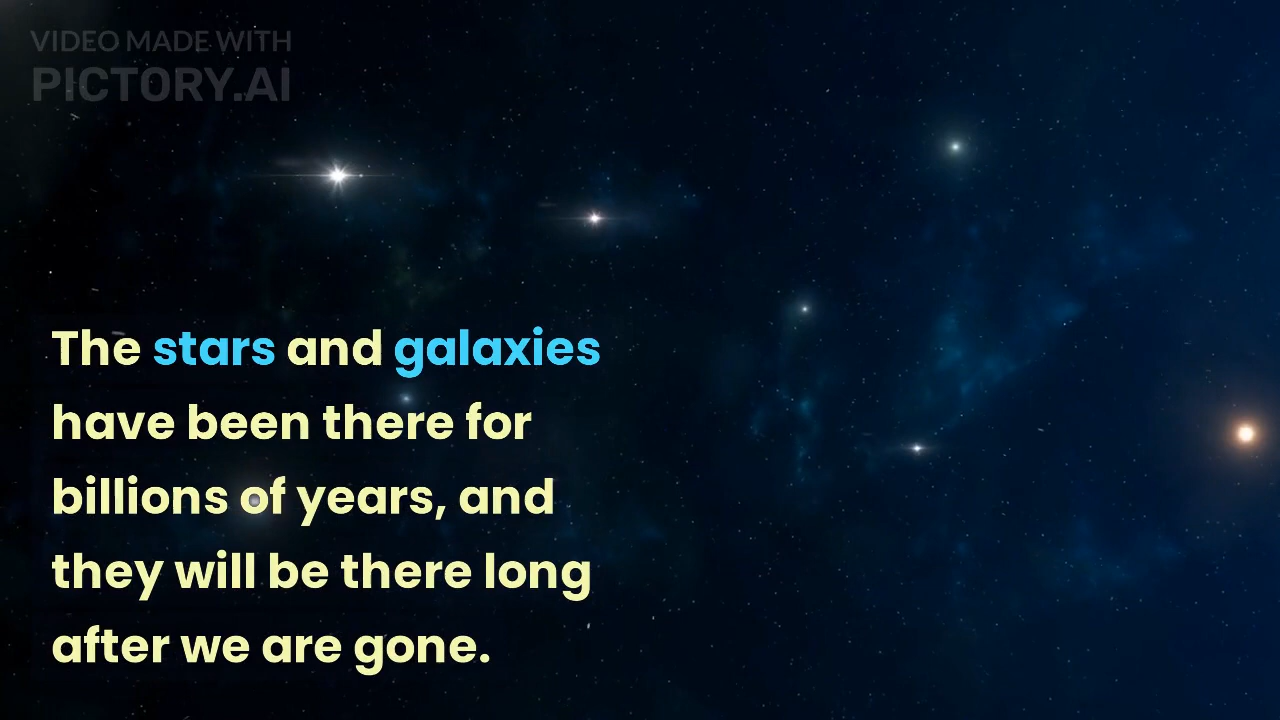 VIDEO MADE WITH
PICTORY.AI
The stars and galaxies
have been there for
billions of years, and
they will be there long
after we are gone.